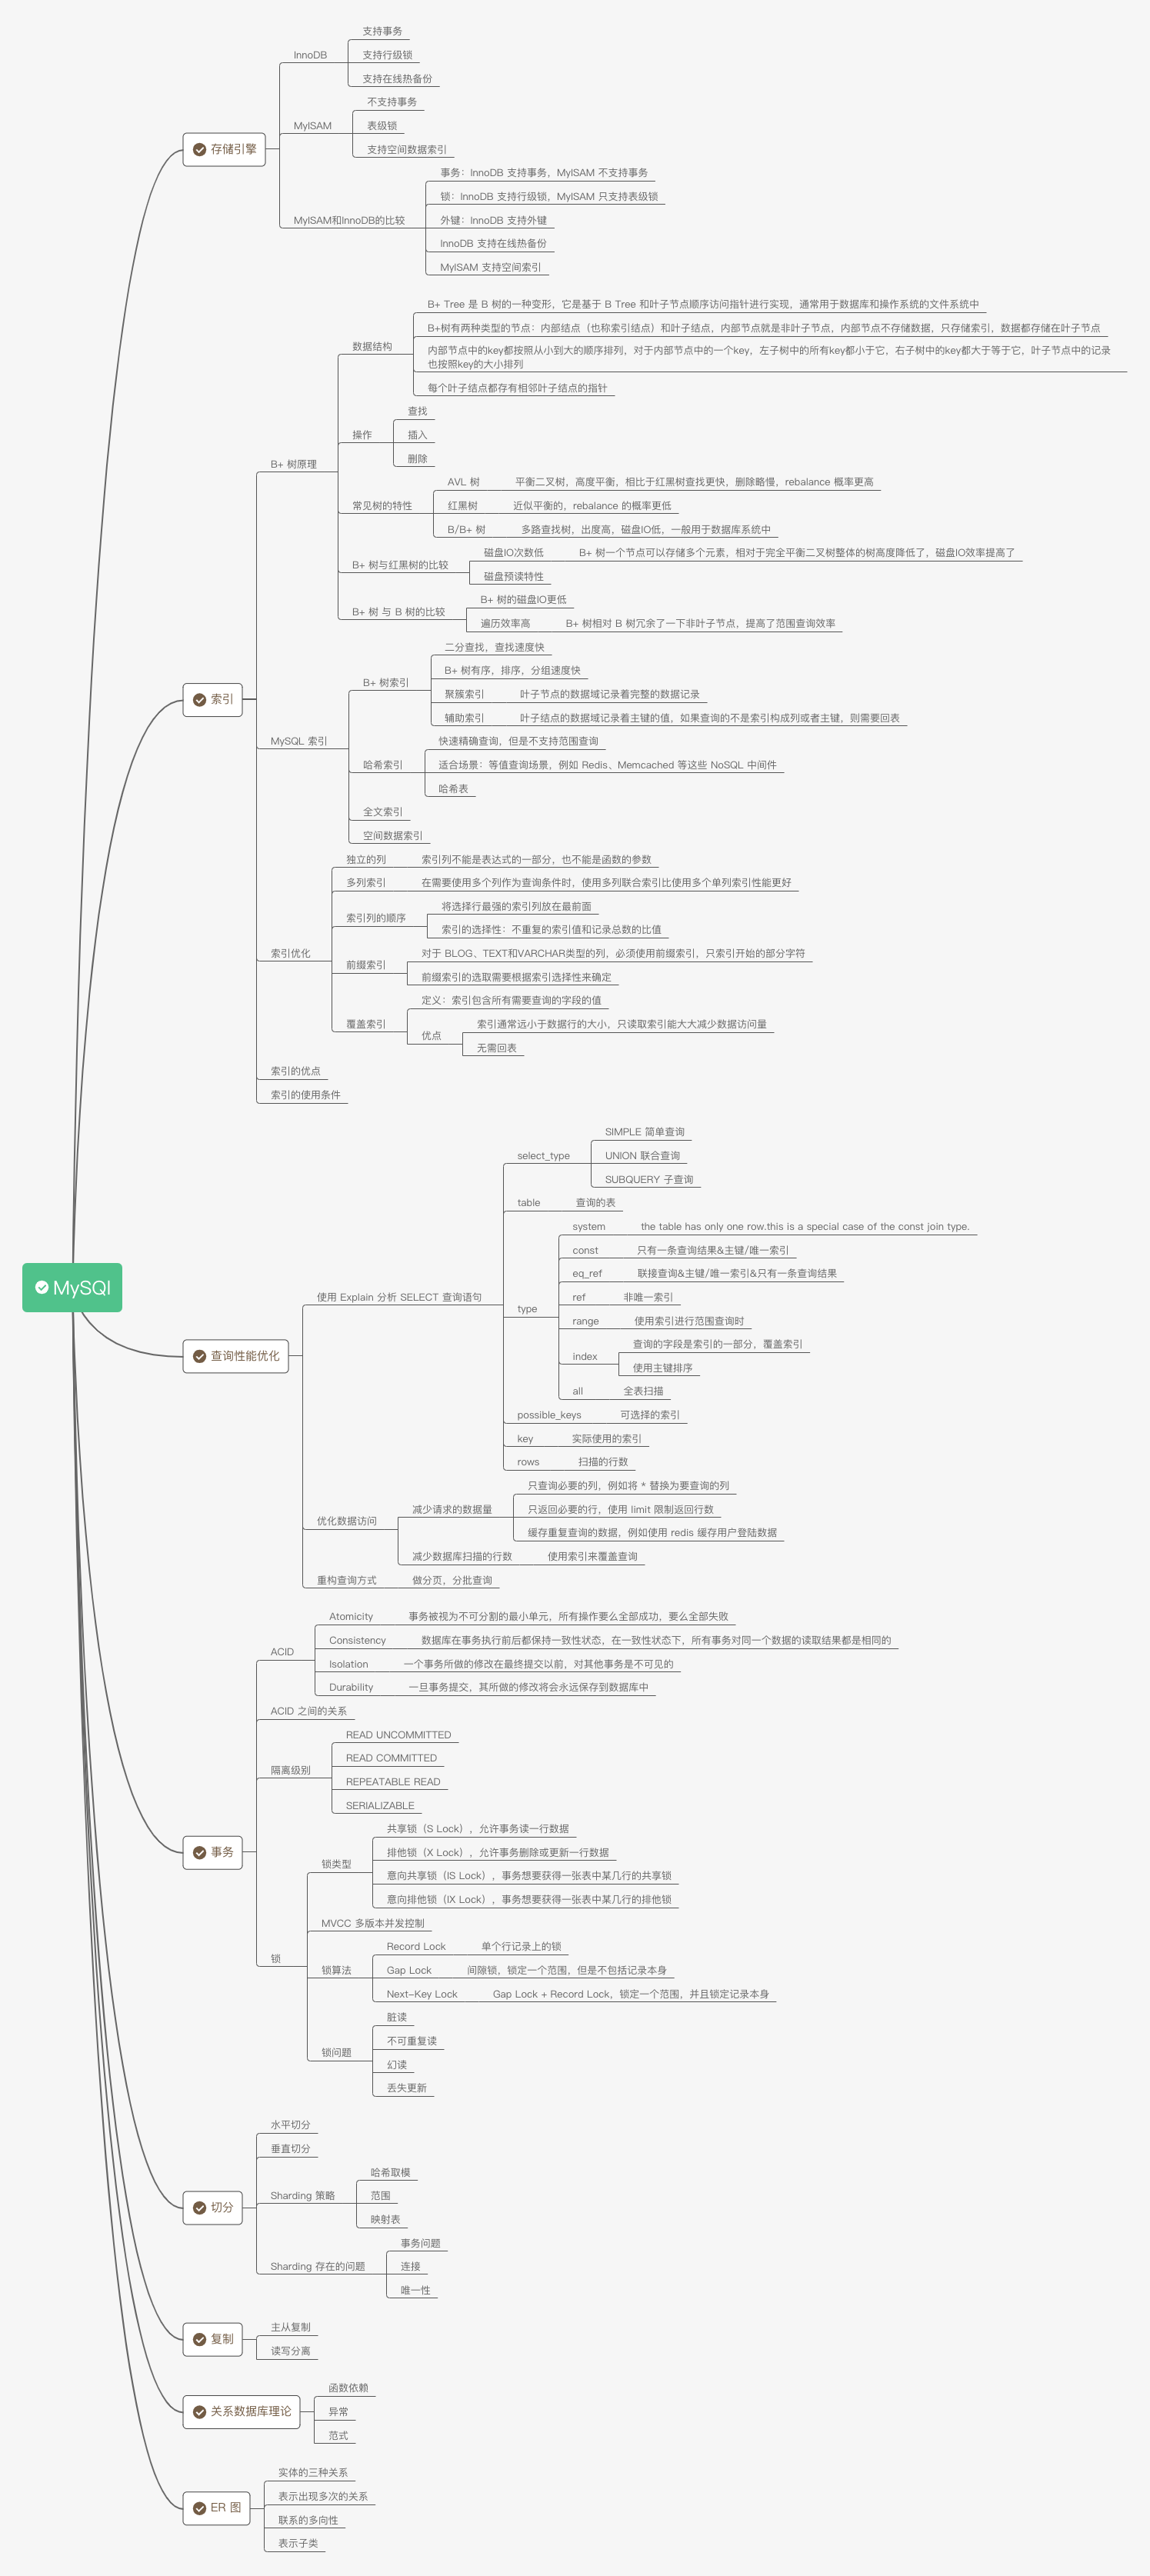 MySQl
存储引擎
InnoDB
支持事务
支持行级锁
支持在线热备份
MyISAM
不支持事务
表级锁
支持空间数据索引
MyISAM和InnoDB的比较
事务：InnoDB 支持事务，MyISAM 不支持事务
锁：InnoDB 支持行级锁，MyISAM 只支持表级锁
外键：InnoDB 支持外键
InnoDB 支持在线热备份
MyISAM 支持空间索引
索引
B+ 树原理
数据结构
B+ Tree 是 B 树的一种变形，它是基于 B Tree 和叶子节点顺序访问指针进行实现，通常用于数据库和操作系统的文件系统中
B+树有两种类型的节点：内部结点（也称索引结点）和叶子结点，内部节点就是非叶子节点，内部节点不存储数据，只存储索引，数据都存储在叶子节点
内部节点中的key都按照从小到大的顺序排列，对于内部节点中的一个key，左子树中的所有key都小于它，右子树中的key都大于等于它，叶子节点中的记录
也按照key的大小排列
每个叶子结点都存有相邻叶子结点的指针
操作
查找
插入
删除
常见树的特性
AVL 树
平衡二叉树，高度平衡，相比于红黑树查找更快，删除略慢，rebalance 概率更高
红黑树
近似平衡的，rebalance 的概率更低
B/B+ 树
多路查找树，出度高，磁盘IO低，一般用于数据库系统中
B+ 树与红黑树的比较
磁盘IO次数低
B+ 树一个节点可以存储多个元素，相对于完全平衡二叉树整体的树高度降低了，磁盘IO效率提高了
磁盘预读特性
B+ 树 与 B 树的比较
B+ 树的磁盘IO更低
遍历效率高
B+ 树相对 B 树冗余了一下非叶子节点，提高了范围查询效率
MySQL 索引
B+ 树索引
二分查找，查找速度快
B+ 树有序，排序，分组速度快
聚簇索引
叶子节点的数据域记录着完整的数据记录
辅助索引
叶子结点的数据域记录着主键的值，如果查询的不是索引构成列或者主键，则需要回表
哈希索引
快速精确查询，但是不支持范围查询
适合场景：等值查询场景，例如 Redis、Memcached 等这些 NoSQL 中间件
哈希表
全文索引
空间数据索引
索引优化
独立的列
索引列不能是表达式的一部分，也不能是函数的参数
多列索引
在需要使用多个列作为查询条件时，使用多列联合索引比使用多个单列索引性能更好
索引列的顺序
将选择行最强的索引列放在最前面
索引的选择性：不重复的索引值和记录总数的比值
前缀索引
对于 BLOG、TEXT和VARCHAR类型的列，必须使用前缀索引，只索引开始的部分字符
前缀索引的选取需要根据索引选择性来确定
覆盖索引
定义：索引包含所有需要查询的字段的值
优点
索引通常远小于数据行的大小，只读取索引能大大减少数据访问量
无需回表
索引的优点
索引的使用条件
查询性能优化
使用 Explain 分析 SELECT 查询语句
select_type
SIMPLE 简单查询
UNION 联合查询
SUBQUERY 子查询
table
查询的表
type
system
the table has only one row.this is a special case of the const join type.
const
只有一条查询结果&主键/唯一索引
eq_ref
联接查询&主键/唯一索引&只有一条查询结果
ref
非唯一索引
range
使用索引进行范围查询时
index
查询的字段是索引的一部分，覆盖索引
使用主键排序
all
全表扫描
possible_keys
可选择的索引
key
实际使用的索引
rows
扫描的行数
优化数据访问
减少请求的数据量
只查询必要的列，例如将 * 替换为要查询的列
只返回必要的行，使用 limit 限制返回行数
缓存重复查询的数据，例如使用 redis 缓存用户登陆数据
减少数据库扫描的行数
使用索引来覆盖查询
重构查询方式
做分页，分批查询
事务
ACID
Atomicity
事务被视为不可分割的最小单元，所有操作要么全部成功，要么全部失败
Consistency
数据库在事务执行前后都保持一致性状态，在一致性状态下，所有事务对同一个数据的读取结果都是相同的
Isolation
一个事务所做的修改在最终提交以前，对其他事务是不可见的
Durability
一旦事务提交，其所做的修改将会永远保存到数据库中
ACID 之间的关系
隔离级别
READ UNCOMMITTED
READ COMMITTED
REPEATABLE READ
SERIALIZABLE
锁
锁类型
共享锁（S Lock），允许事务读一行数据
排他锁（X Lock），允许事务删除或更新一行数据
意向共享锁（IS Lock），事务想要获得一张表中某几行的共享锁
意向排他锁（IX Lock），事务想要获得一张表中某几行的排他锁
MVCC 多版本并发控制
锁算法
Record Lock
单个行记录上的锁
Gap Lock
间隙锁，锁定一个范围，但是不包括记录本身
Next-Key Lock
Gap Lock + Record Lock，锁定一个范围，并且锁定记录本身
锁问题
脏读
不可重复读
幻读
丢失更新
切分
水平切分
垂直切分
Sharding 策略
哈希取模
范围
映射表
Sharding 存在的问题
事务问题
连接
唯一性
复制
主从复制
读写分离
关系数据库理论
函数依赖
异常
范式
ER 图
实体的三种关系
表示出现多次的关系
联系的多向性
表示子类